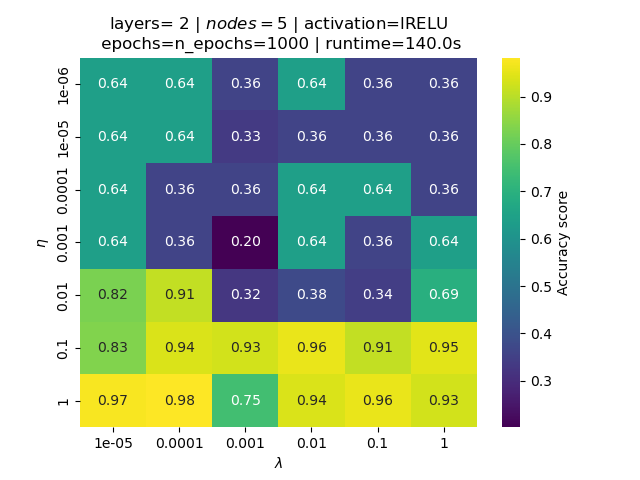 layers= 2 | nodes = 5 | activation=lRELU
epochs=n_epochs=1000 | runtime=140.0s
1e-06 0.64 0.64 0.36 0.64 0.36 0.36
1e-05 0.64 0.64 0.33 0.36 0.36 0.36
0.0001 0.64 0.36 0.36 0.64 0.64 0.36
0.001 0.64 0.36 0.20 0.64 0.36 0.64
0.01 0.82 0.91 0.32 0.38 0.34 0.69
0.1 0.83 0.94 0.93 0.96 0.91 0.95
1 0.97 0.98 0.75 0.94 0.96 0.93
1e-05 0.0001 0.001 0.01 0.1 1
λ
η
0.9
0.8
0.7
0.6
0.5
0.4
0.3
Accuracy score